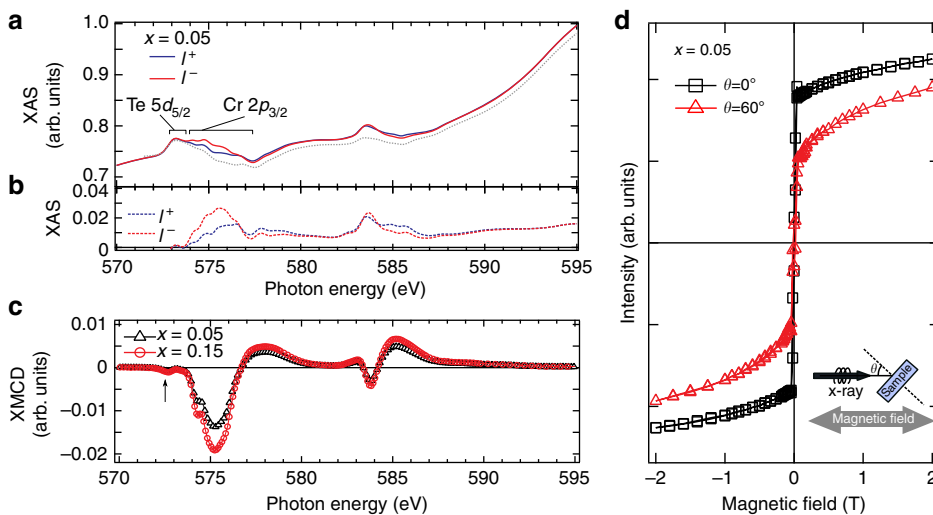 a
1.0
0.9
0.8
0.7
XAS
(arb. units)
x = 0.05
I+
I−
Te 5d5/2
Cr 2p3/2
b
0.04
0.02
0
XAS
I+
I−
570 575 580 585 590 595
Photon energy (eV)
c
0.01
0
−0.01
−0.02
XMCD
(arb. units)
x = 0.05
x = 0.15
570 575 580 585 590 595
Photon energy (eV)
d
x = 0.05
θ=0°
θ=60°
Intensity (arb. units)
θ
Sample
x-ray
Magnetic field
−2 −1 0 1 2
Magnetic field (T)